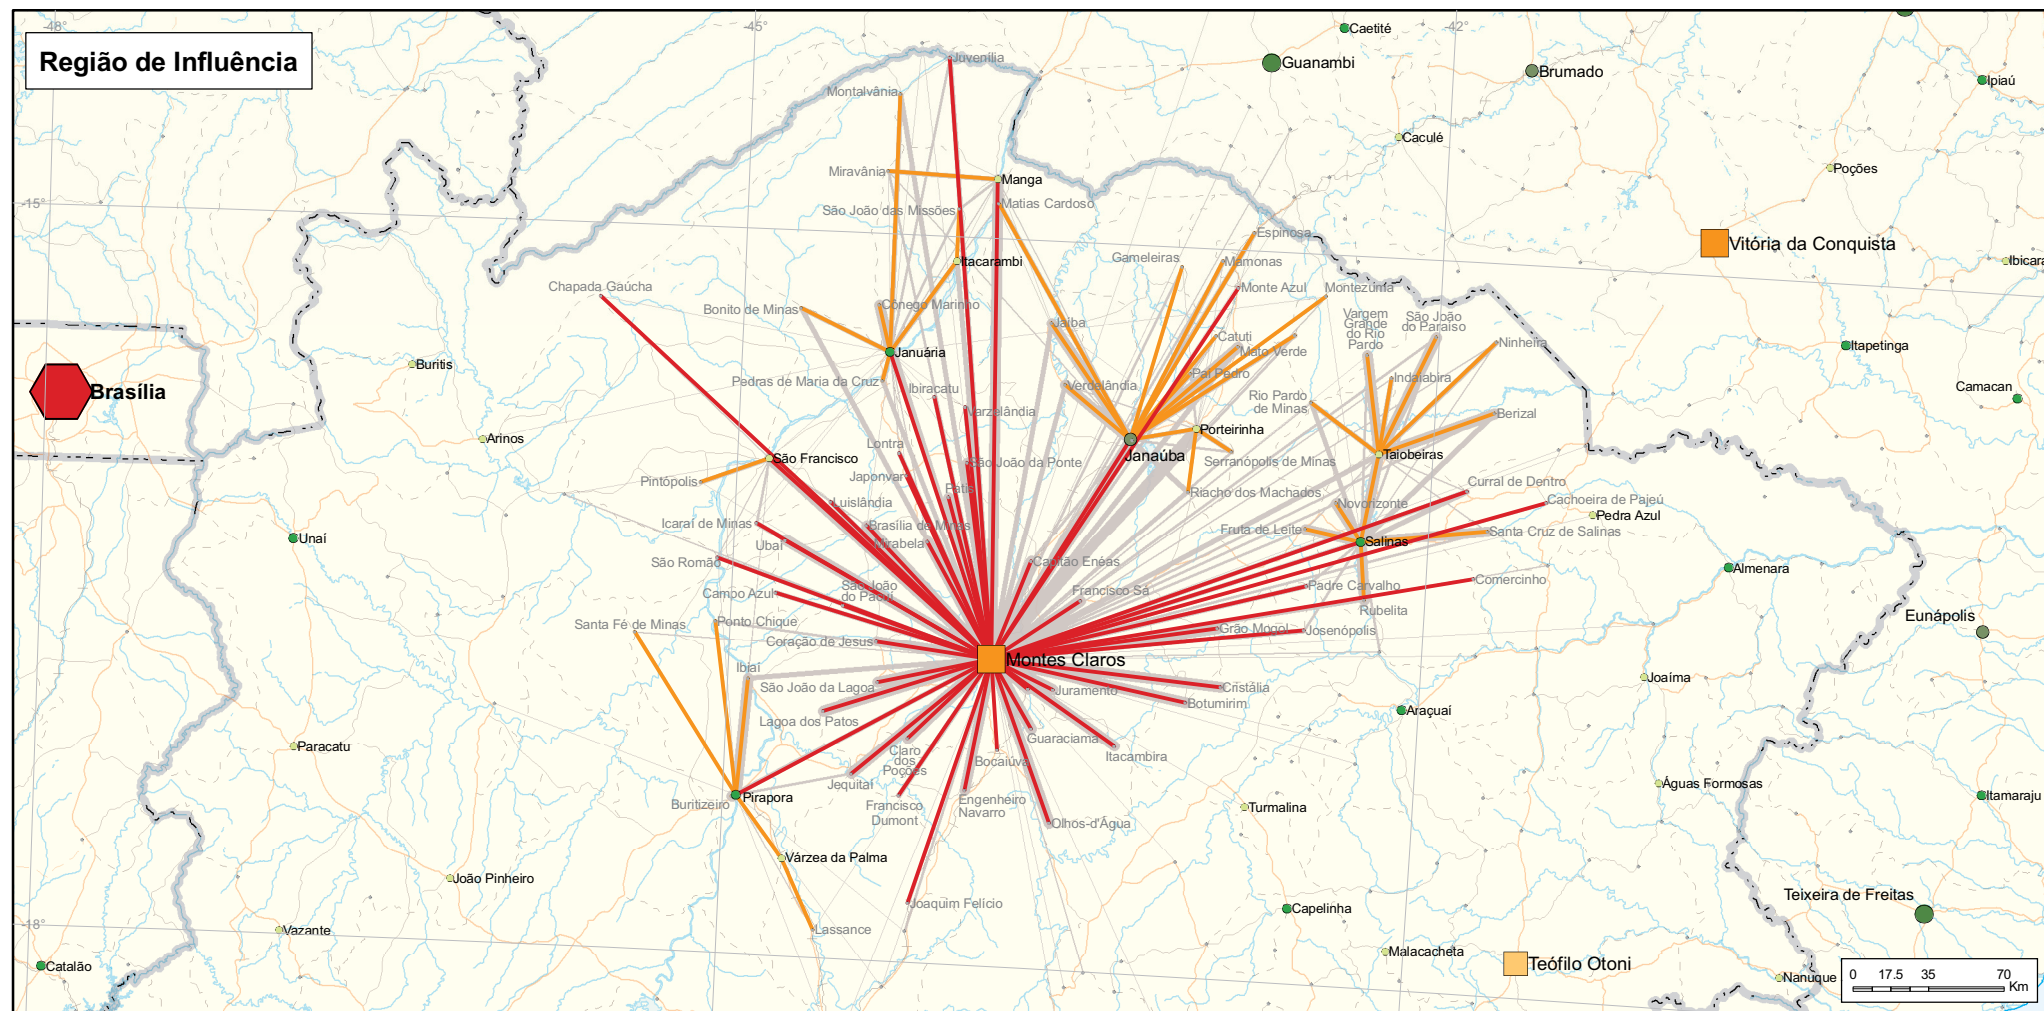 -48°
-45°
-42°
Região de Influência
Caetité
Juvenília
Guanambi
Brumado
Ipiaú
Montalvânia
Caculé
Miravânia
Manga
Poções
-15°
São João das Missões
Matias Cardoso
Espinosa
Vitória da Conquista
Itacarambi
Gameleiras
Mamonas
Ibicara
Chapada Gaúcha
Monte Azul
Montezuma
Bonito de Minas
Cônego Marinho
Jaíba
Vargem
Grande
do Rio
Pardo
São João
do Paraíso
Catuti
Mato Verde
Ninheira
Itapetinga
Januária
Buritis
Brasília
Pedras de Maria da Cruz
Ibiracatu
Verdelândia
Pai Pedro
Indaiabira
Camacan
Varzelândia
Rio Pardo
de Minas
Berizal
Arinos
Lontra
Porteirinha
Janaúba
Taiobeiras
São Francisco
São João da Ponte
Serranópolis de Minas
Pintópolis
Japonvar
Patis
Riacho dos Machados
Curral de Dentro
Luislândia
Novorizonte
Cachoeira de Pajeú
Pedra Azul
Icaraí de Minas
Brasília de Minas
Fruta de Leite
Santa Cruz de Salinas
Unaí
Ubaí
Mirabela
Salinas
São Romão
Capitão Enéas
Almenara
Campo Azul
São João
do Pacuí
Francisco Sá
Padre Carvalho
Comercinho
Rubelita
Eunápolis
Santa Fé de Minas
Ponto Chique
Coração de Jesus
Grão Mogol
Josenópolis
Montes Claros
Ibiaí
São João da Lagoa
Juramento
Cristália
Joaíma
Botumirim
Araçuaí
Lagoa dos Patos
Guaraciama
Paracatu
Claro
dos
Poções
Bocaiúva
Itacambira
Jequitaí
Águas Formosas
Buritizeiro
Pirapora
Francisco
Dumont
Engenheiro
Navarro
Turmalina
Itamaraju
Olhos-d'Água
Várzea da Palma
João Pinheiro
Teixeira de Freitas
Joaquim Felício
Capelinha
-18°
Vazante
Lassance
Malacacheta
Catalão
Teófilo Otoni
Nanuque
0 17.5 35 70
Km